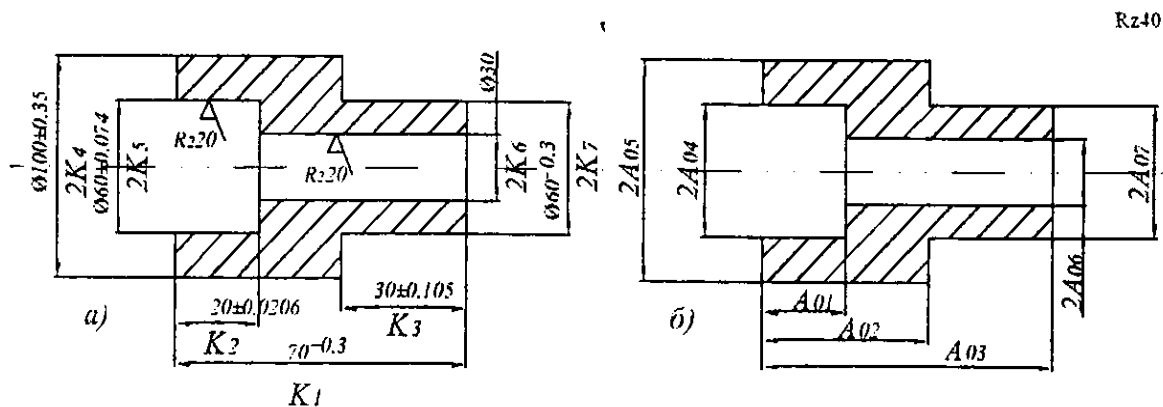 Rz40
Ø100±0.35
2K4
Ø60±0.074
2K5
Rz20
Rz20
Ø30
2K6
Ø60-0.3
2K7
20±0.0206
K2
30±0.105
K3
70-0.3
K1
а)
2A05
2A04
2A06
2A07
A01
A02
A03
б)